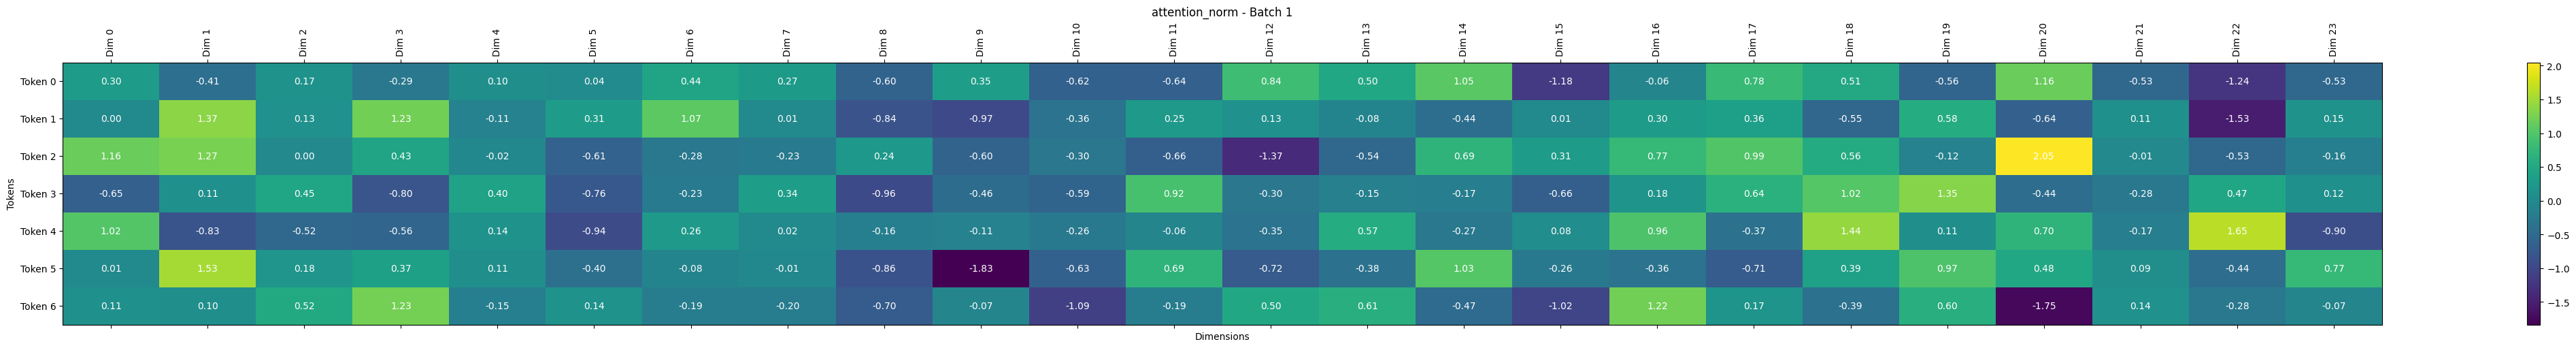 attention_norm - Batch 1
Dim 0 Dim 1 Dim 2 Dim 3 Dim 4 Dim 5 Dim 6 Dim 7 Dim 8 Dim 9 Dim 10 Dim 11 Dim 12 Dim 13 Dim 14 Dim 15 Dim 16 Dim 17 Dim 18 Dim 19 Dim 20 Dim 21 Dim 22 Dim 23
Token 0 0.30 -0.41 0.17 -0.29 0.10 0.04 0.44 0.27 -0.60 0.35 -0.62 -0.64 0.84 0.50 1.05 -1.18 -0.06 0.78 0.51 -0.56 1.16 -0.53 -1.24 -0.53
Token 1 0.00 1.37 0.13 1.23 -0.11 0.31 1.07 0.01 -0.84 -0.97 -0.36 0.25 0.13 -0.08 -0.44 0.01 0.30 0.36 -0.55 0.58 -0.64 0.11 -1.53 0.15
Token 2 1.16 1.27 0.00 0.43 -0.02 -0.61 -0.28 -0.23 0.24 -0.60 -0.30 -0.66 -1.37 -0.54 0.69 0.31 0.77 0.99 0.56 -0.12 2.05 -0.01 -0.53 -0.16
Token 3 -0.65 0.11 0.45 -0.80 0.40 -0.76 -0.23 0.34 -0.96 -0.46 -0.59 0.92 -0.30 -0.15 -0.17 -0.66 0.18 0.64 1.02 1.35 -0.44 -0.28 0.47 0.12
Token 4 1.02 -0.83 -0.52 -0.56 0.14 -0.94 0.26 0.02 -0.16 -0.11 -0.26 -0.06 -0.35 0.57 -0.27 0.08 0.96 -0.37 1.44 0.11 0.70 -0.17 1.65 -0.90
Token 5 0.01 1.53 0.18 0.37 0.11 -0.40 -0.08 -0.01 -0.86 -1.83 -0.63 0.69 -0.72 -0.38 1.03 -0.26 -0.36 -0.71 0.39 0.97 0.48 0.09 -0.44 0.77
Token 6 0.11 0.10 0.52 1.23 -0.15 0.14 -0.19 -0.20 -0.70 -0.07 -1.09 -0.19 0.50 0.61 -0.47 -1.02 1.22 0.17 -0.39 0.60 -1.75 0.14 -0.28 -0.07
Tokens
Dimensions
2.0
1.5
1.0
0.5
0.0
−0.5
−1.0
−1.5